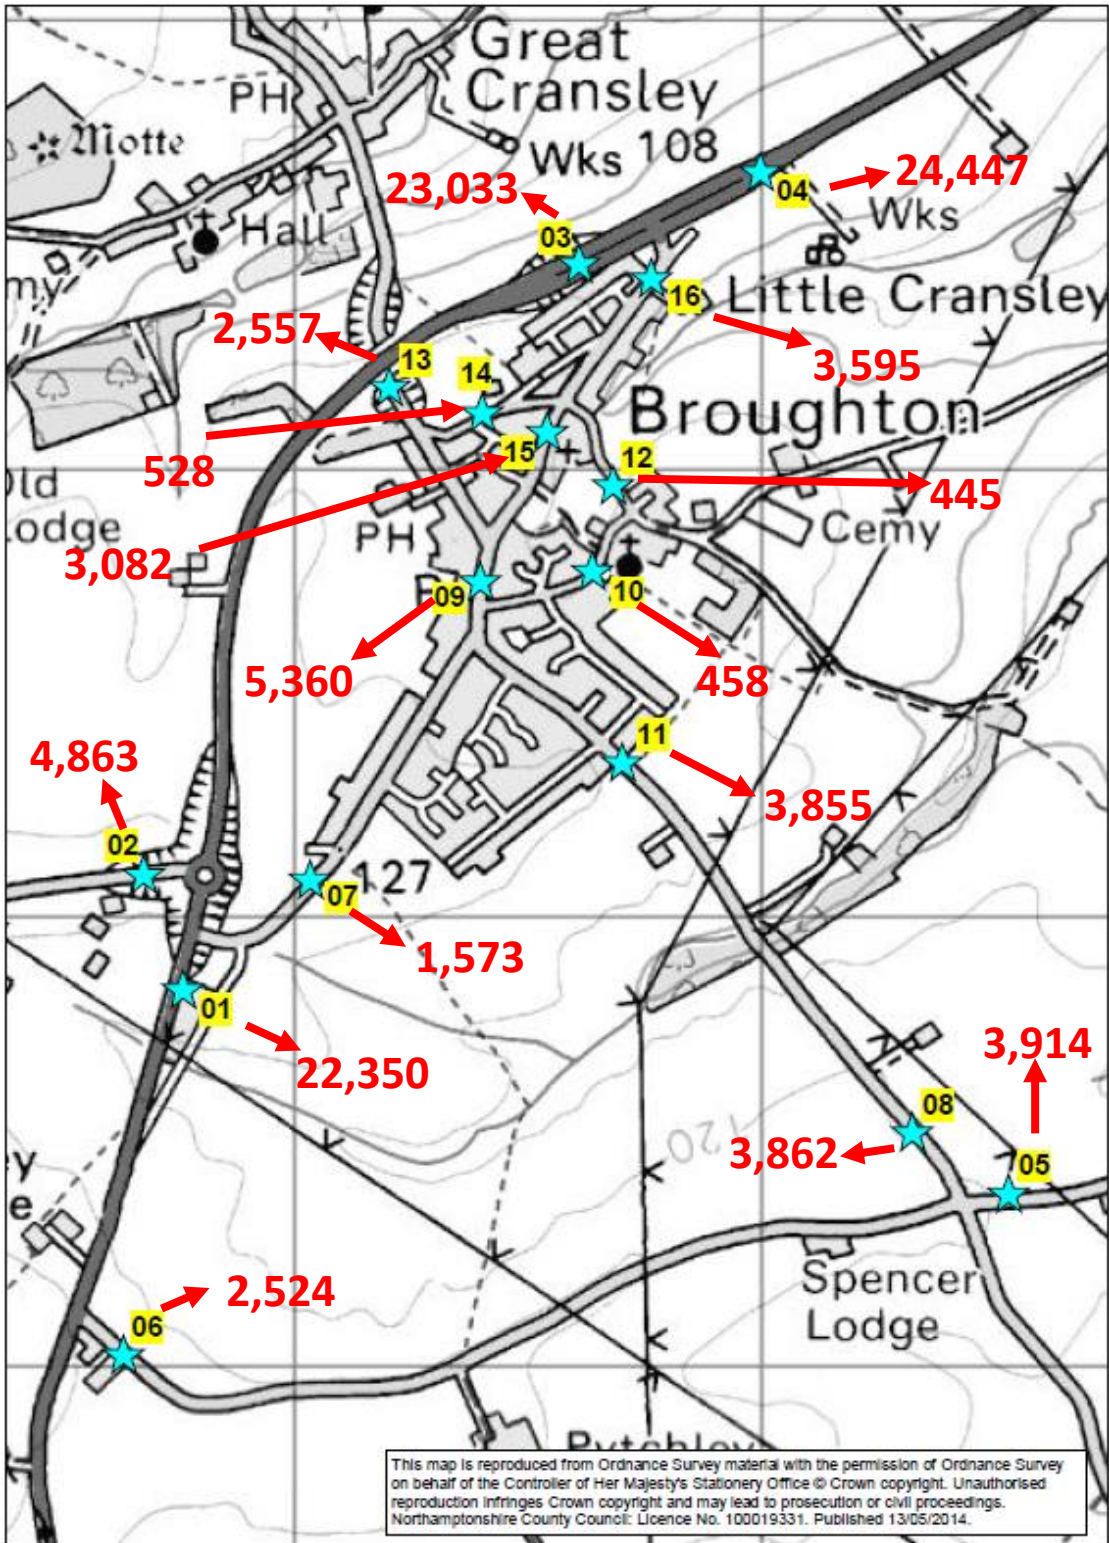 Great
Cransley
PH
Motte
Wks 108
23,033
24,447
04
Wks
Hall
03
my
16
Little Cransley
2,557
13
14
3,595
Broughton
15
12
528
Old
Lodge
PH
445
Cemy
3,082
09
10
5,360
458
11
4,863
3,855
02
127
07
1,573
01
3,914
22,350
08
120
3,862
05
y
e
Spencer
Lodge
2,524
06
Pytchley
This map is reproduced from Ordnance Survey material with the permission of Ordnance Survey
on behalf of the Controller of Her Majesty's Stationery Office © Crown copyright. Unauthorised
reproduction infringes Crown copyright and may lead to prosecution or civil proceedings.
Northamptonshire County Council: Licence No. 100019331. Published 13/05/2014.